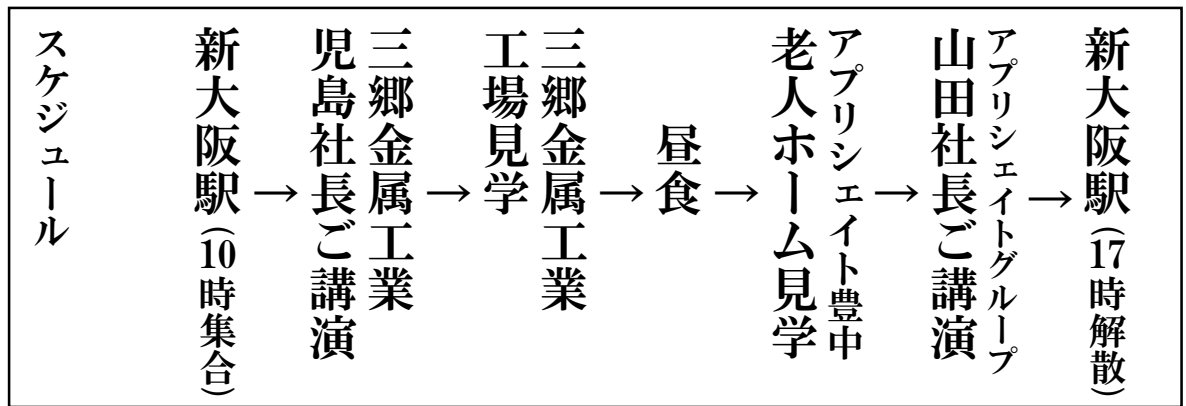 スケジュール
新大阪駅(10時集合)
→
三郷金属工業
児島社長ご講演
→
三郷金属工業
工場見学
→
昼食
→
アプリシェイト豊中
老人ホーム見学
→
アプリシェイトグループ
山田社長ご講演
→
新大阪駅(17時解散)